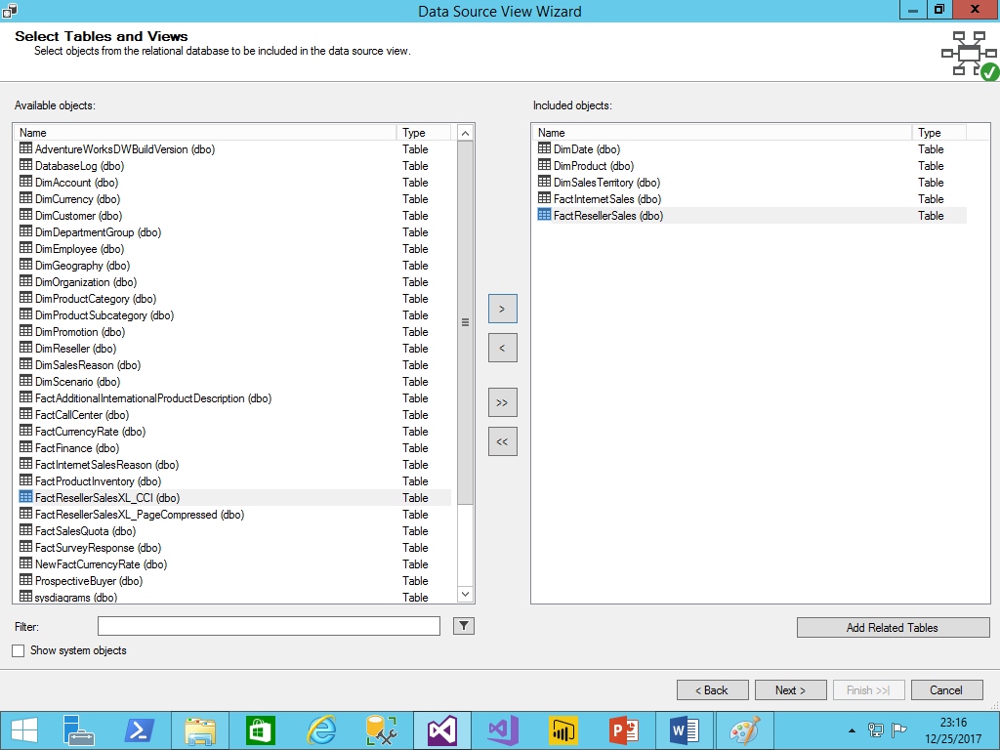 Data Source View Wizard
Select Tables and Views
Select objects from the relational database to be included in the data source view.
Available objects:
Name Type
AdventureWorksDWBuildVersion (dbo) Table
DatabaseLog (dbo) Table
DimAccount (dbo) Table
DimCurrency (dbo) Table
DimCustomer (dbo) Table
DimDepartmentGroup (dbo) Table
DimEmployee (dbo) Table
DimGeography (dbo) Table
DimOrganization (dbo) Table
DimProductCategory (dbo) Table
DimProductSubcategory (dbo) Table
DimPromotion (dbo) Table
DimReseller (dbo) Table
DimSalesReason (dbo) Table
DimScenario (dbo) Table
FactAdditionalInternationalProductDescription (dbo) Table
FactCallCenter (dbo) Table
FactCurrencyRate (dbo) Table
FactFinance (dbo) Table
FactInternetSalesReason (dbo) Table
FactProductInventory (dbo) Table
FactResellerSalesXL_CCI (dbo) Table
FactResellerSalesXL_PageCompressed (dbo) Table
FactSalesQuota (dbo) Table
FactSurveyResponse (dbo) Table
NewFactCurrencyRate (dbo) Table
ProspectiveBuyer (dbo) Table
sysdiagrams (dbo) Table
>
<
>>
<<
Included objects:
Name Type
DimDate (dbo) Table
DimProduct (dbo) Table
DimSalesTerritory (dbo) Table
FactInternetSales (dbo) Table
FactResellerSales (dbo) Table
Filter:
Add Related Tables
Show system objects
< Back Next > Finish >>| Cancel
23:16
12/25/2017